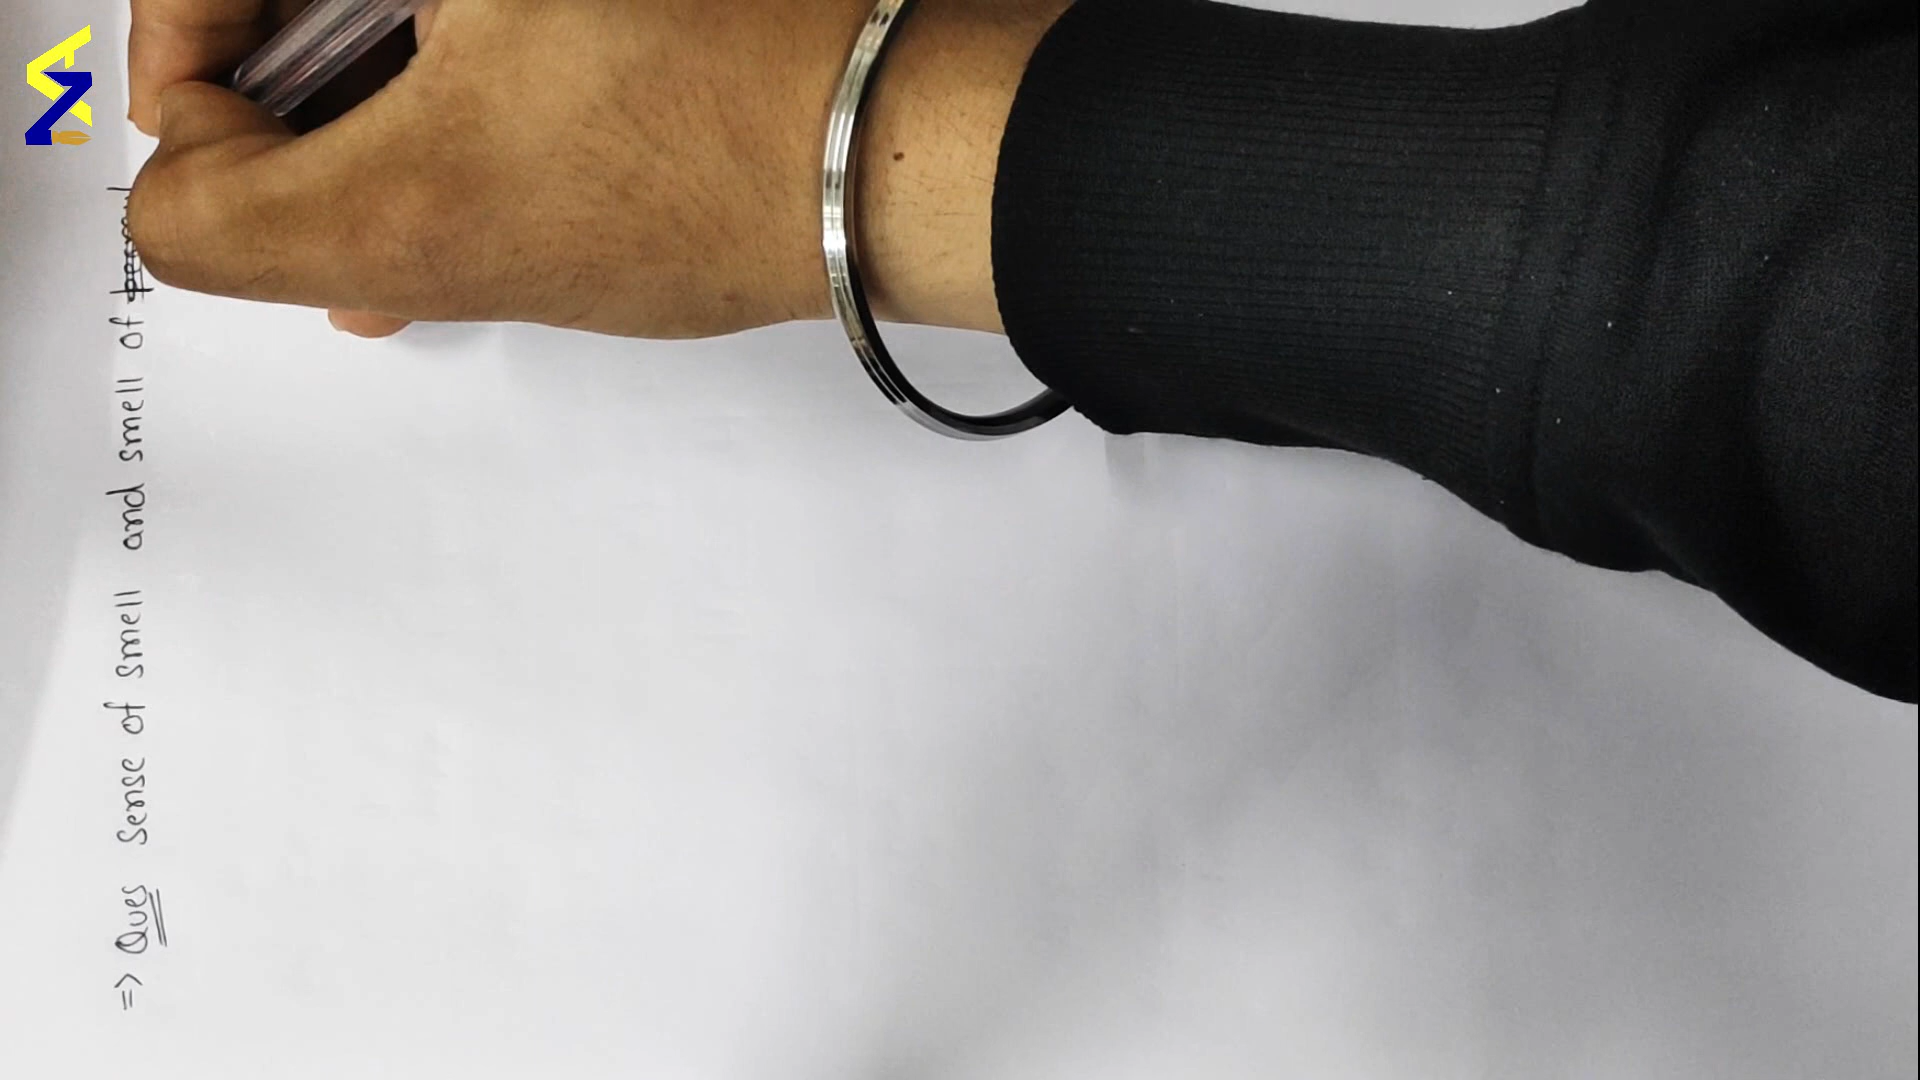 => Ques Sense of smell and smell of